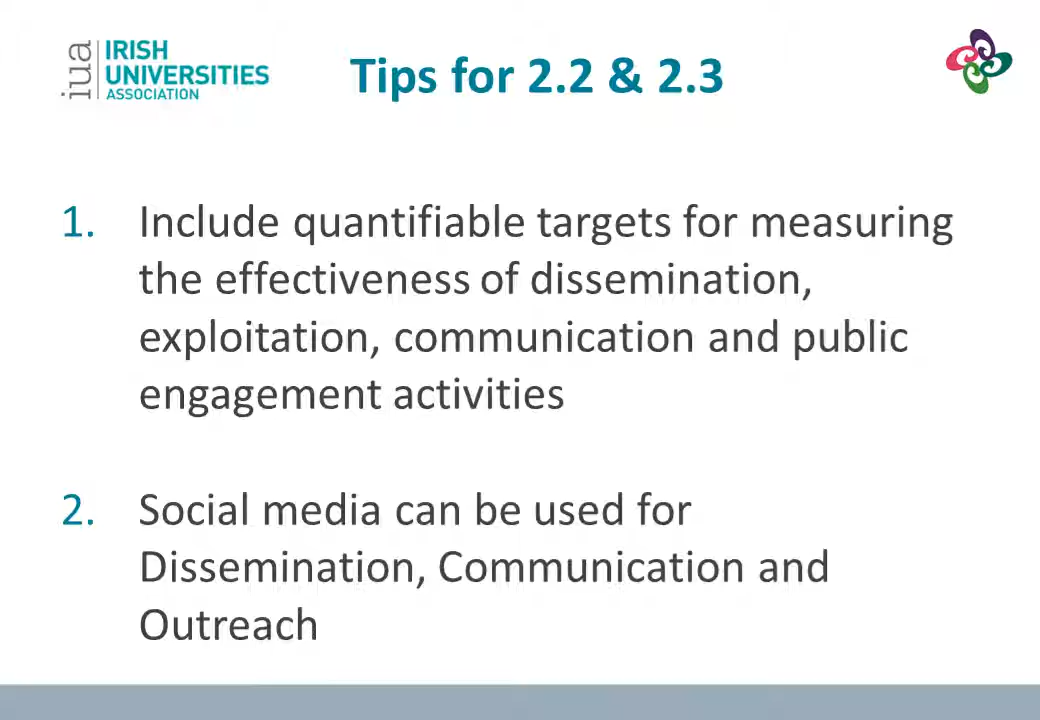 iua
IRISH
UNIVERSITIES
ASSOCIATION
Tips for 2.2 & 2.3
1. Include quantifiable targets for measuring
the effectiveness of dissemination,
exploitation, communication and public
engagement activities
2. Social media can be used for
Dissemination, Communication and
Outreach